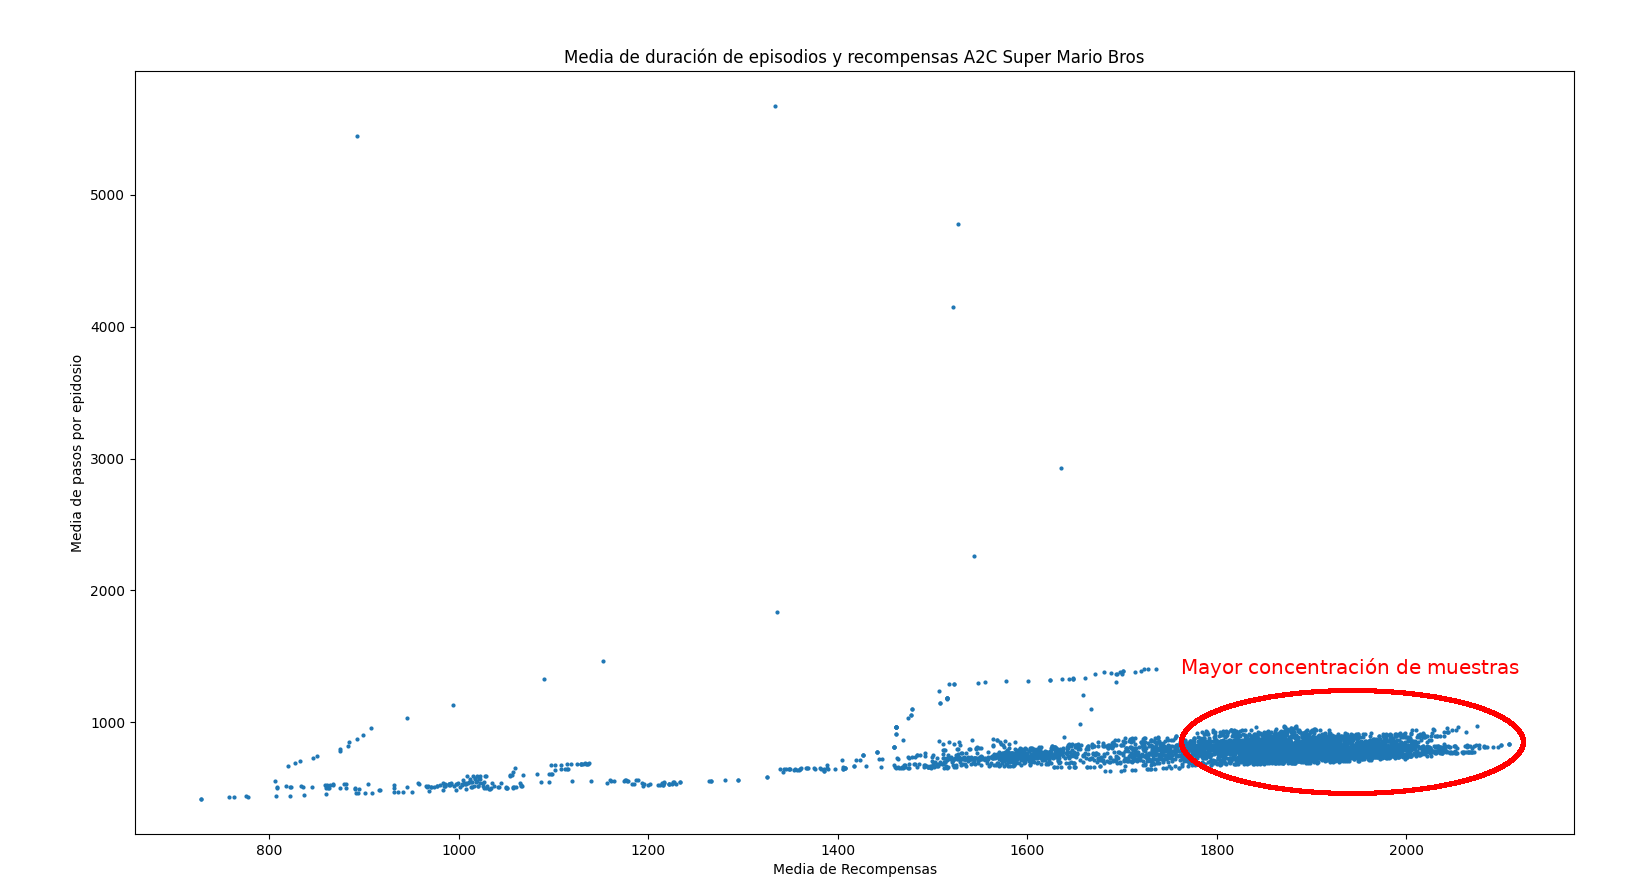 Media de duración de episodios y recompensas A2C Super Mario Bros
5000
4000
3000
2000
1000
Media de pasos por epidosio
Mayor concentración de muestras
800 1000 1200 1400 1600 1800 2000
Media de Recompensas